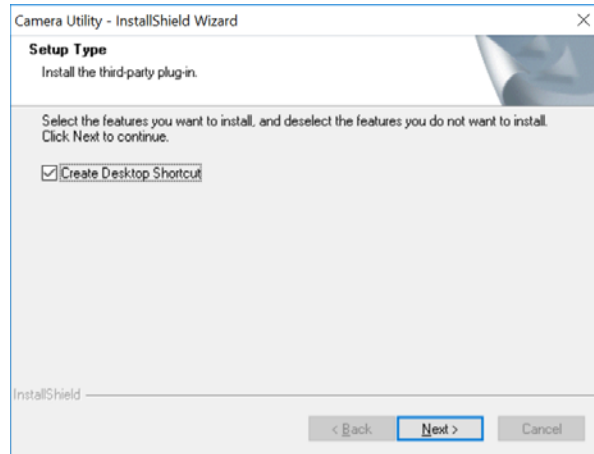 Camera Utility - InstallShield Wizard
Setup Type
Install the third-party plug-in.
Select the features you want to install, and deselect the features you do not want to install.
Click Next to continue.
Create Desktop Shortcut
InstallShield
< Back
Next >
Cancel